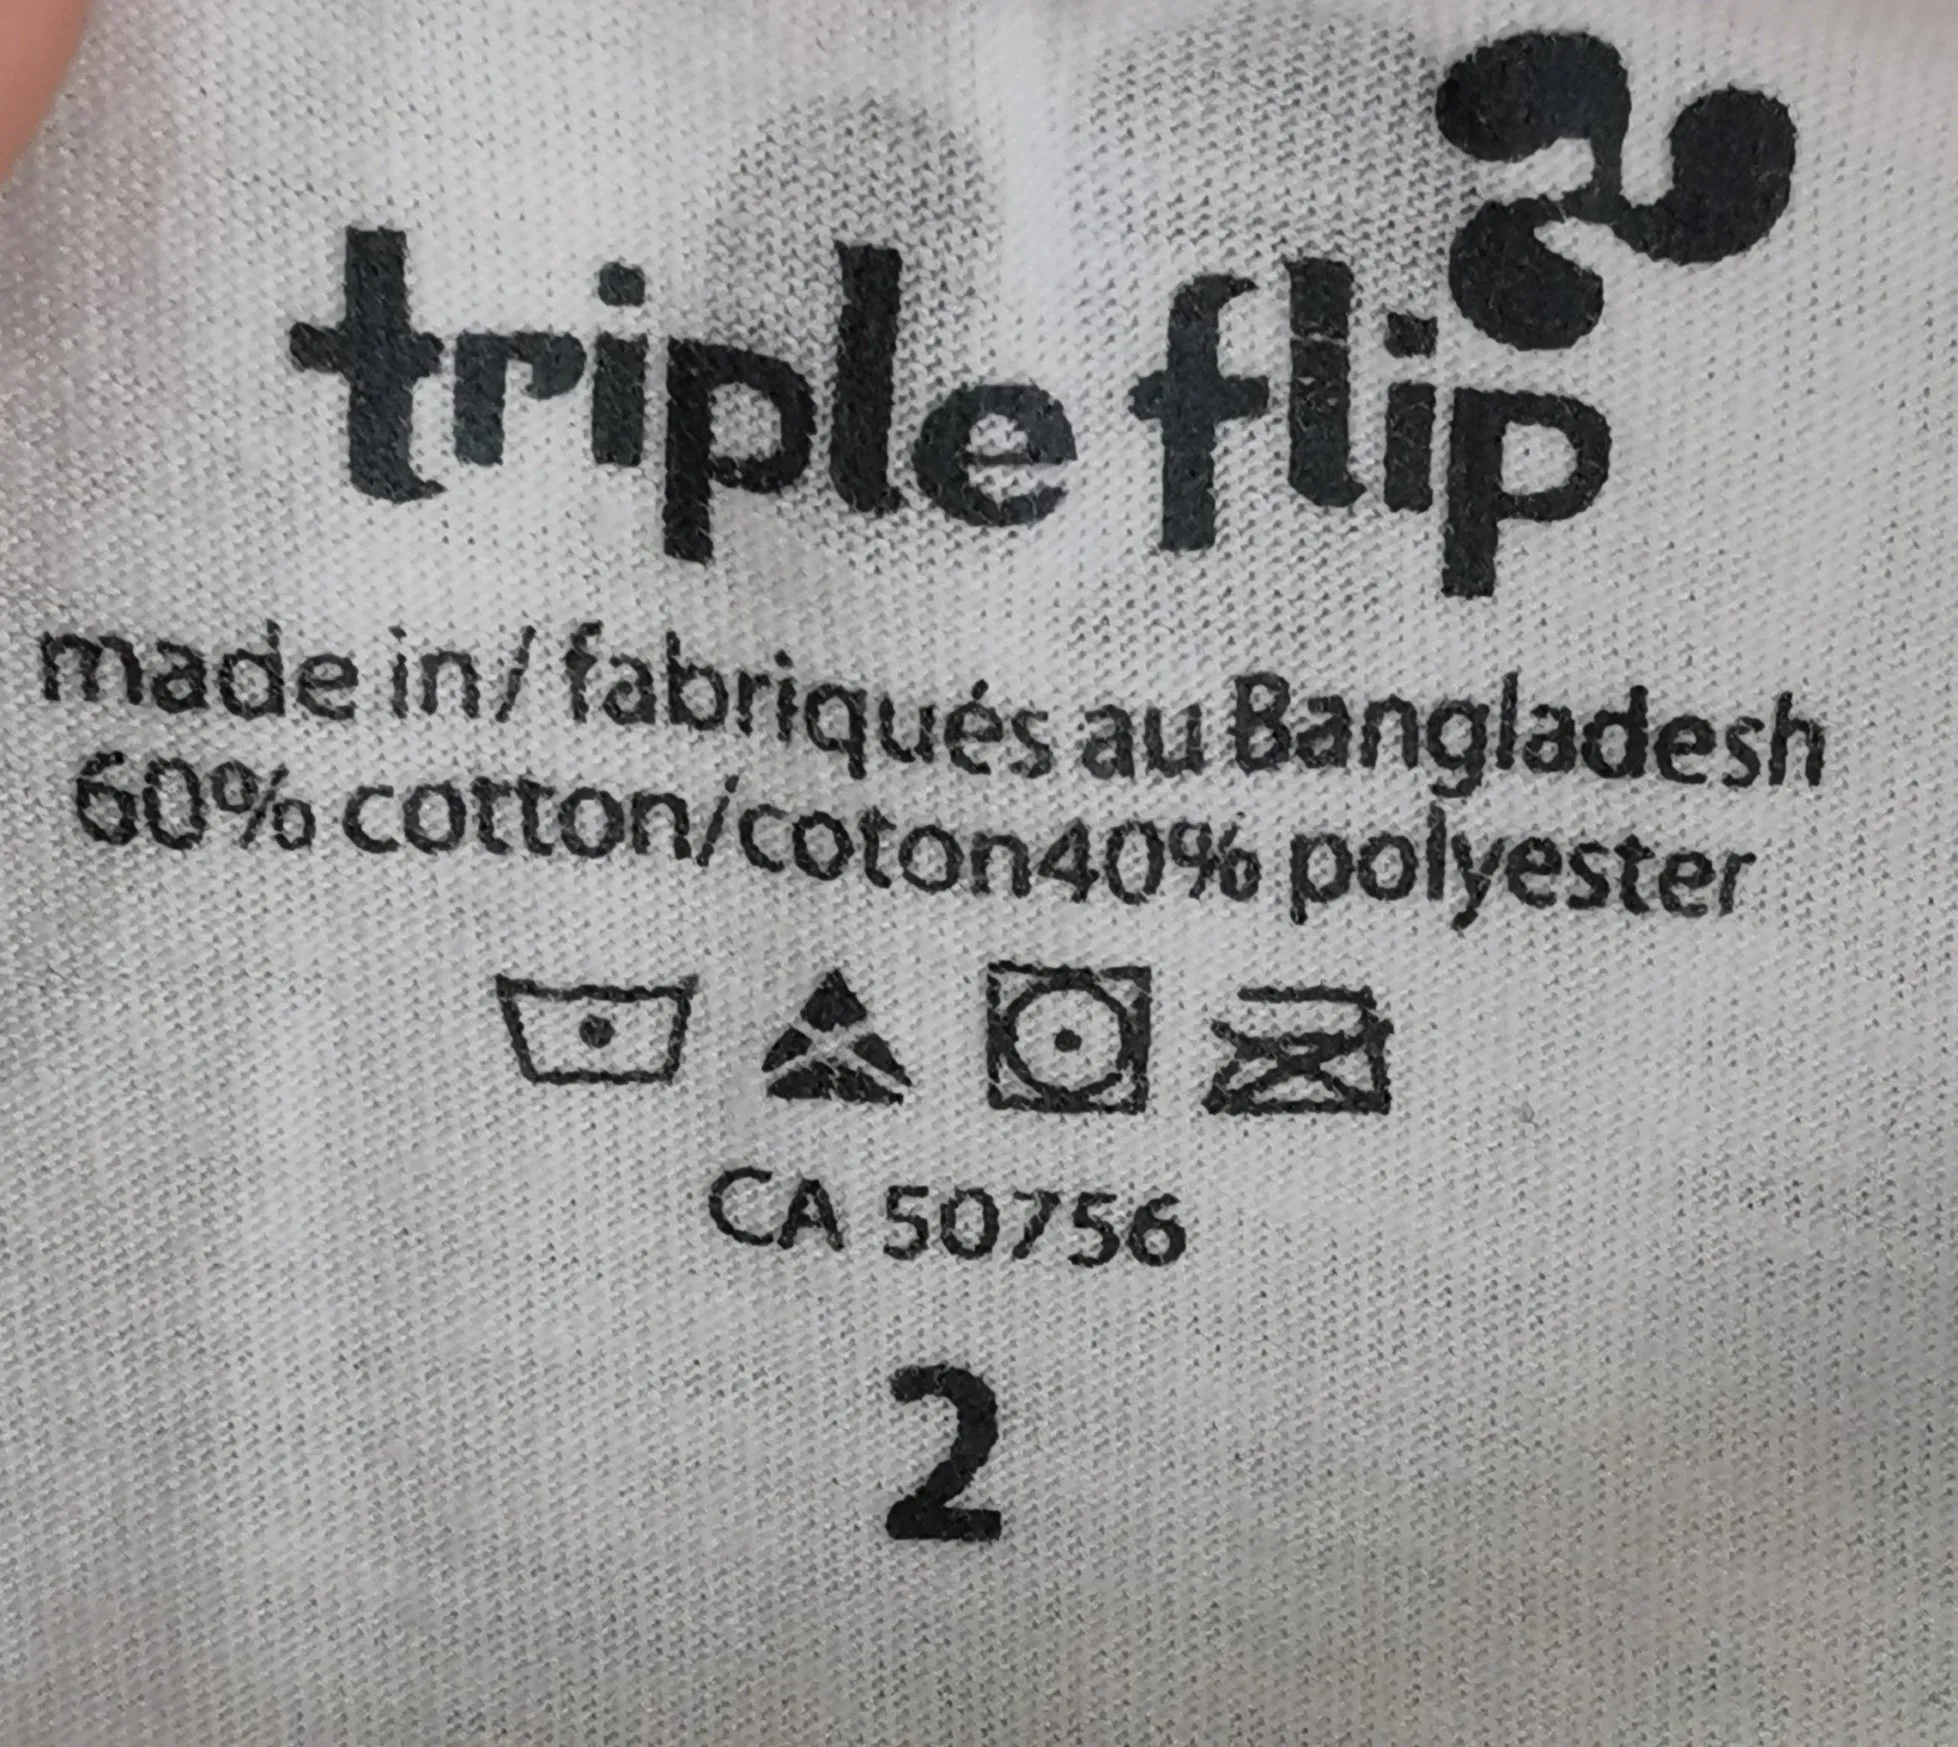 triple flip
made in/ fabriqués au Bangladesh
60% cotton/coton40% polyester
CA 50756
2